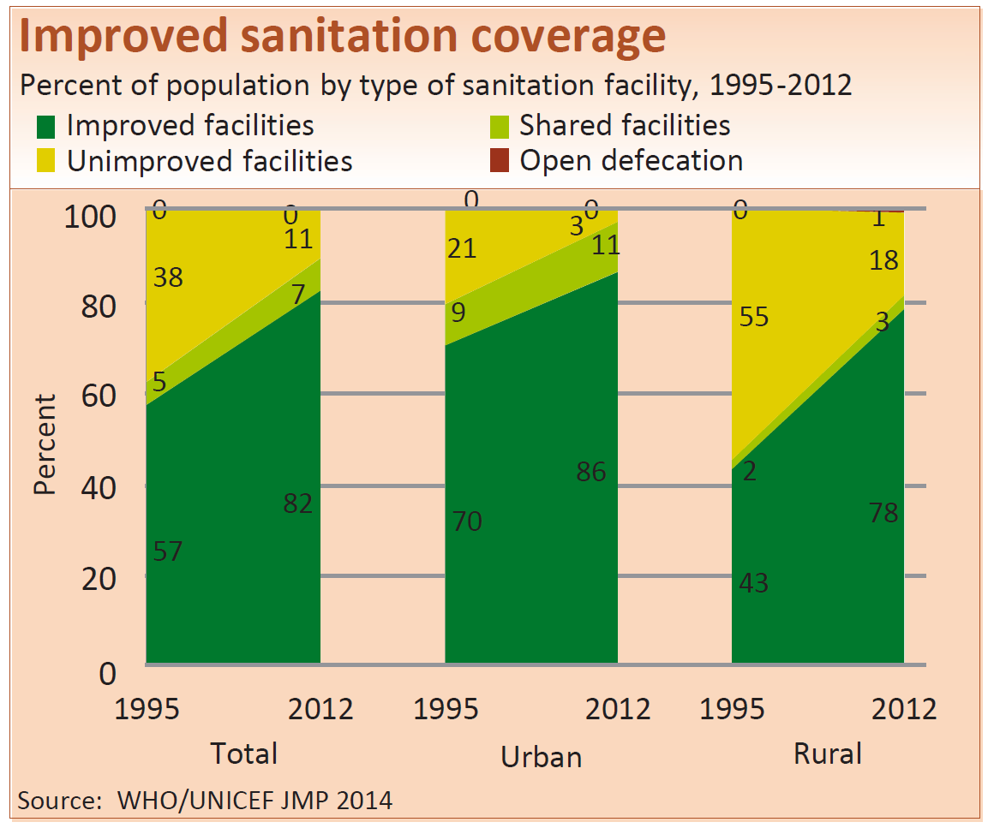 Improved sanitation coverage
Percent of population by type of sanitation facility, 1995-2012
Improved facilities Shared facilities
Unimproved facilities Open defecation
0
0 0 0
100 0 1
3
11 21 11 18
38
7
80 9 55 3
5
60
2
40 86
82 78
57 70
20 43
0
Percent
1995 2012 1995 2012 1995 2012
Total Urban Rural
Source: WHO/UNICEF JMP 2014